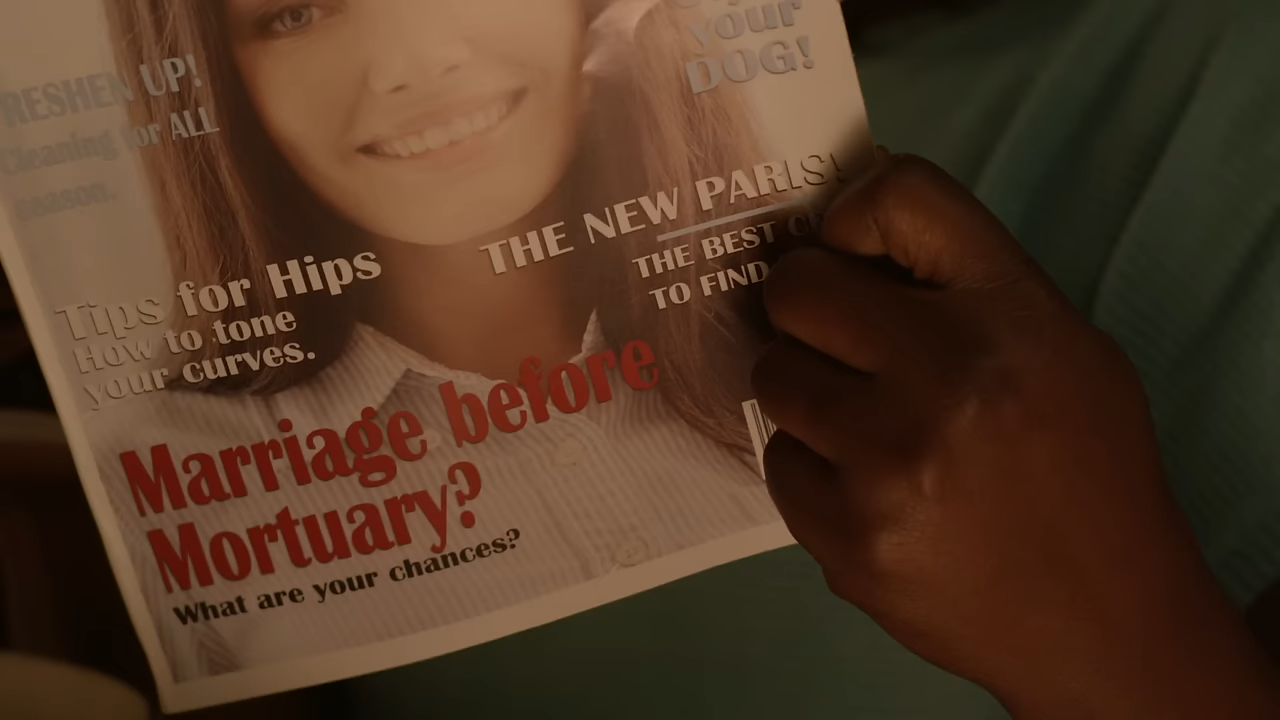 RESHEN UP!
Cleaning for ALL
season.
your
DOG!
THE NEW PARIS!
THE BEST
TO FIND
Tips for Hips
How to tone
your curves.
Marriage before
Mortuary?
What are your chances?